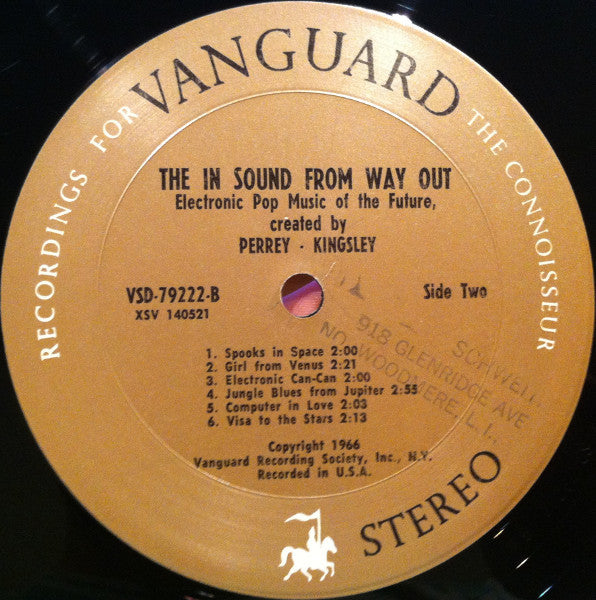 RECORDINGS FOR
VANGUARD
THE CONNOISSEUR
THE IN SOUND FROM WAY OUT
Electronic Pop Music of the Future,
created by
PERREY - KINGSLEY
VSD-79222-B
XSV 140521
Side Two
1. Spooks in Space 2:00
2. Girl from Venus 2:21
3. Electronic Can-Can 2:00
4. Jungle Blues from Jupiter 2:55
5. Computer in Love 2:03
6. Visa to the Stars 2:13
Copyright 1966
Vanguard Recording Society, Inc., N.Y.
Recorded in U.S.A.
918 GLENRIDGE AVE
WOODMERE, L. I.,
STEREO